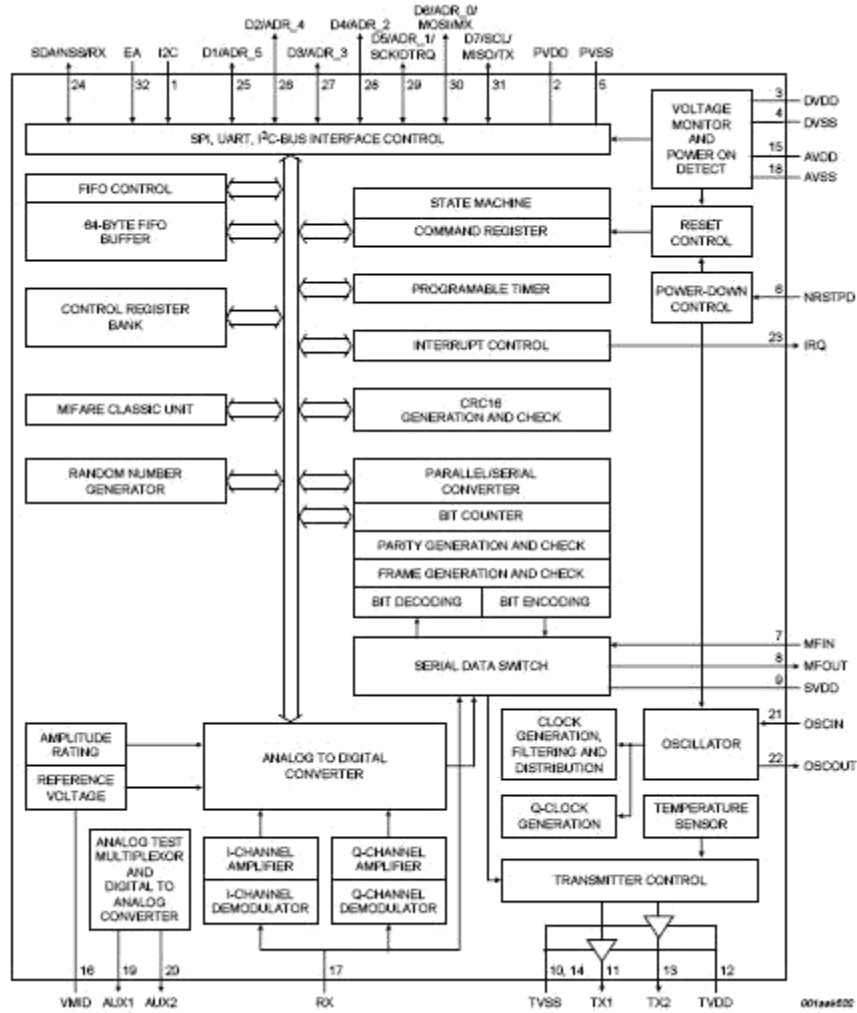 D6/ADR_0/
D2/ADR_4 D4/ADR_2 MOSI/MX
D5/ADR_1/ D7/SCL/
SDA/NSS/RX EA I2C D1/ADR_5 D3/ADR_3 SCK/DTRQ MISO/TX PVDD PVSS
24 32 1 25 26 27 28 29 30 31 2 5
SPI, UART, I²C-BUS INTERFACE CONTROL
VOLTAGE
MONITOR
AND
POWER ON
DETECT
3 DVDD
4 DVSS
15 AVDD
18 AVSS
FIFO CONTROL
64-BYTE FIFO
BUFFER
STATE MACHINE
COMMAND REGISTER
RESET
CONTROL
CONTROL REGISTER
BANK
PROGRAMABLE TIMER
POWER-DOWN
CONTROL
6 NRSTPD
INTERRUPT CONTROL
23 IRQ
MIFARE CLASSIC UNIT
CRC16
GENERATION AND CHECK
RANDOM NUMBER
GENERATOR
PARALLEL/SERIAL
CONVERTER
BIT COUNTER
PARITY GENERATION AND CHECK
FRAME GENERATION AND CHECK
BIT DECODING BIT ENCODING
SERIAL DATA SWITCH
7 MFIN
8 MFOUT
9 SVDD
AMPLITUDE
RATING
REFERENCE
VOLTAGE
ANALOG TO DIGITAL
CONVERTER
CLOCK
GENERATION,
FILTERING AND
DISTRIBUTION
OSCILLATOR
21 OSCIN
22 OSCOUT
Q-CLOCK
GENERATION
TEMPERATURE
SENSOR
ANALOG TEST
MULTIPLEXOR
AND
DIGITAL TO
ANALOG
CONVERTER
I-CHANNEL
AMPLIFIER
I-CHANNEL
DEMODULATOR
Q-CHANNEL
AMPLIFIER
Q-CHANNEL
DEMODULATOR
TRANSMITTER CONTROL
16 19 20 17 10, 14 11 13 12
VMID AUX1 AUX2 RX TVSS TX1 TX2 TVDD